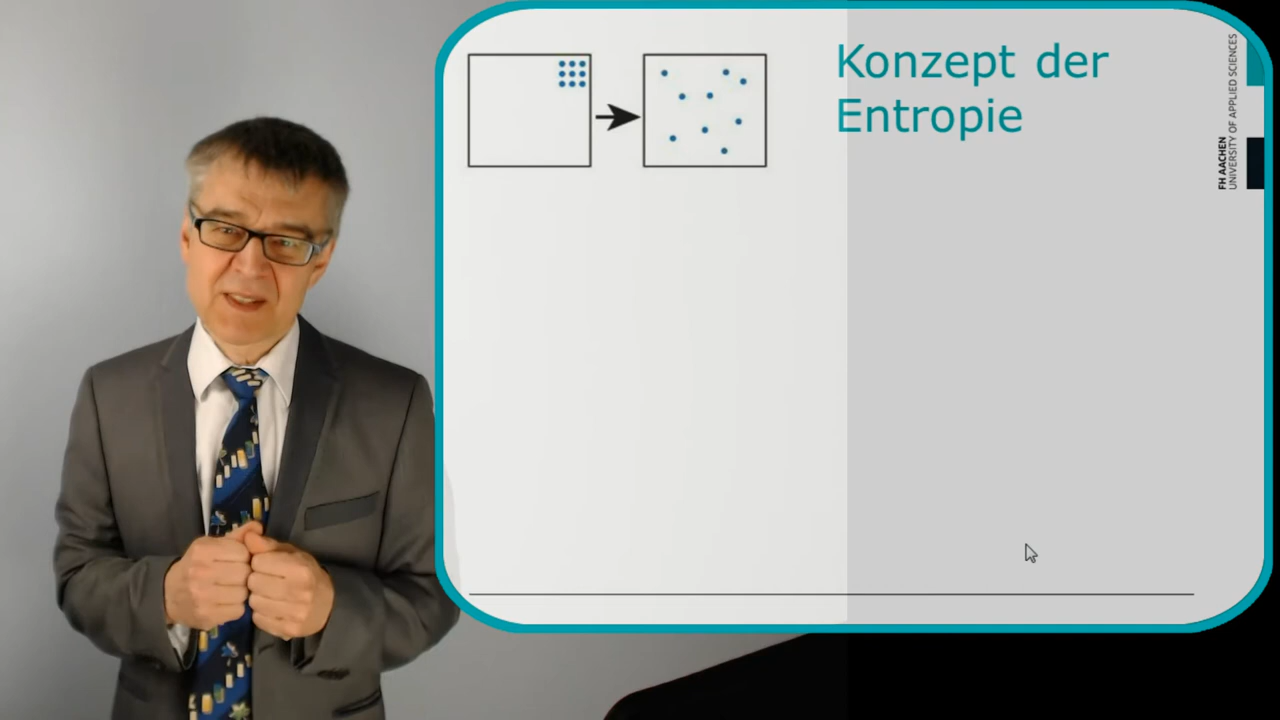 Konzept der
Entropie
FH AACHEN
UNIVERSITY OF APPLIED SCIENCES